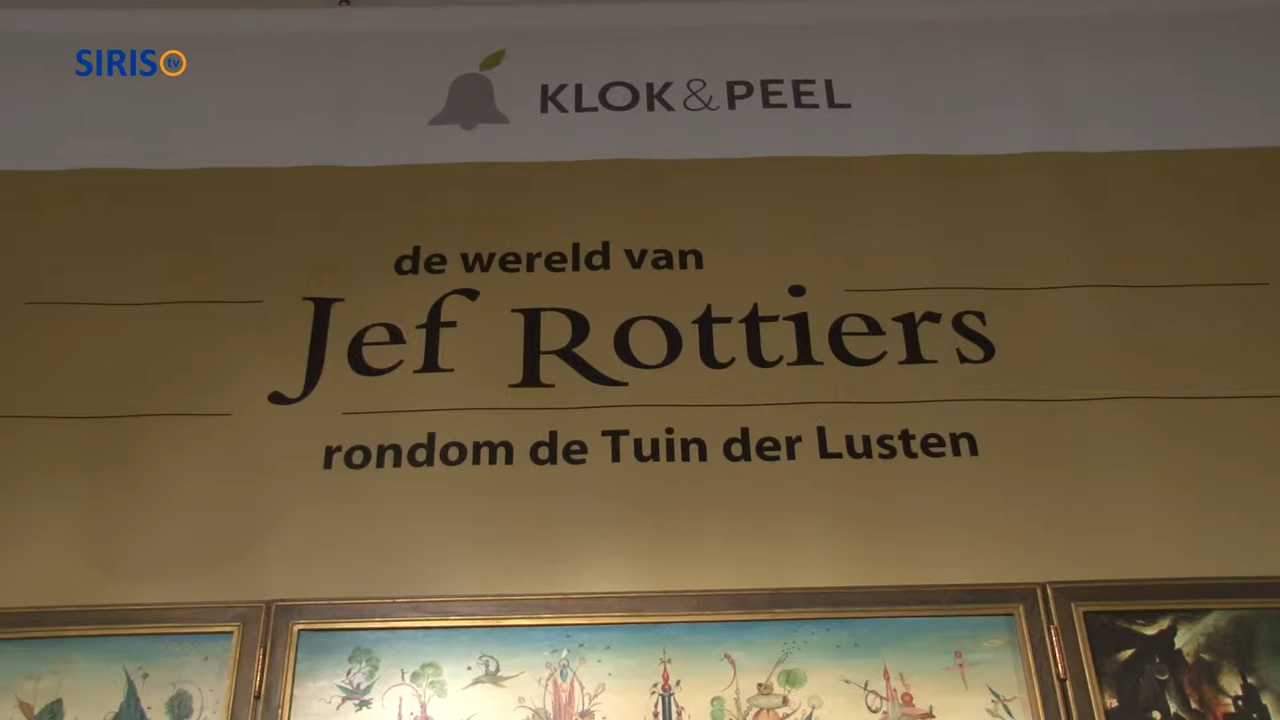 SIRIS tv
KLOK&PEEL
de wereld van
Jef Rottiers
rondom de Tuin der Lusten